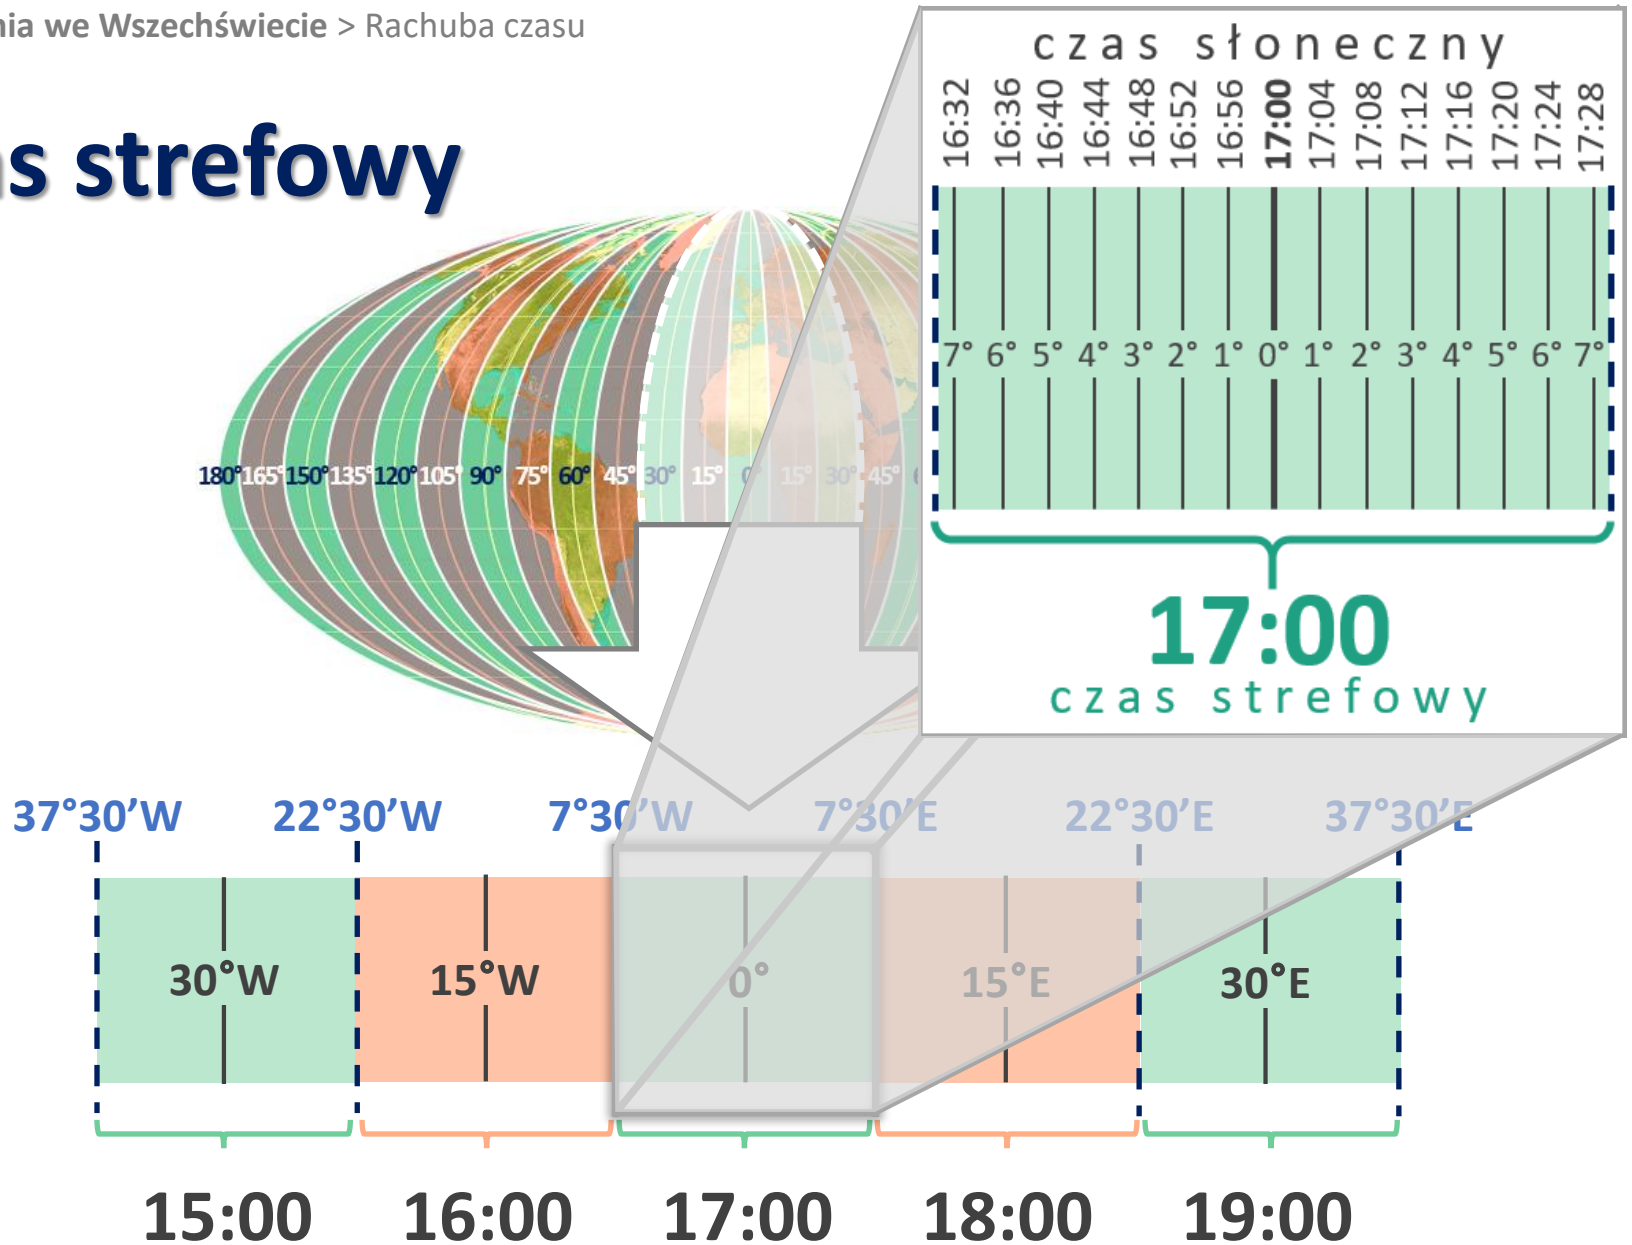 nia we Wszechświecie > Rachuba czasu
s strefowy
czas słoneczny
16:32 16:36 16:40 16:44 16:48 16:52 16:56 17:00 17:04 17:08 17:12 17:16 17:20 17:24 17:28
7° 6° 5° 4° 3° 2° 1° 0° 1° 2° 3° 4° 5° 6° 7°
17:00
czas strefowy
180° 165° 150° 135° 120° 105° 90° 75° 60° 45° 30° 15° 0° 15° 30° 45°
37°30’W 22°30’W 7°30’W 7°30’E 22°30’E 37°30’E
30°W 15°W 0° 15°E 30°E
15:00 16:00 17:00 18:00 19:00